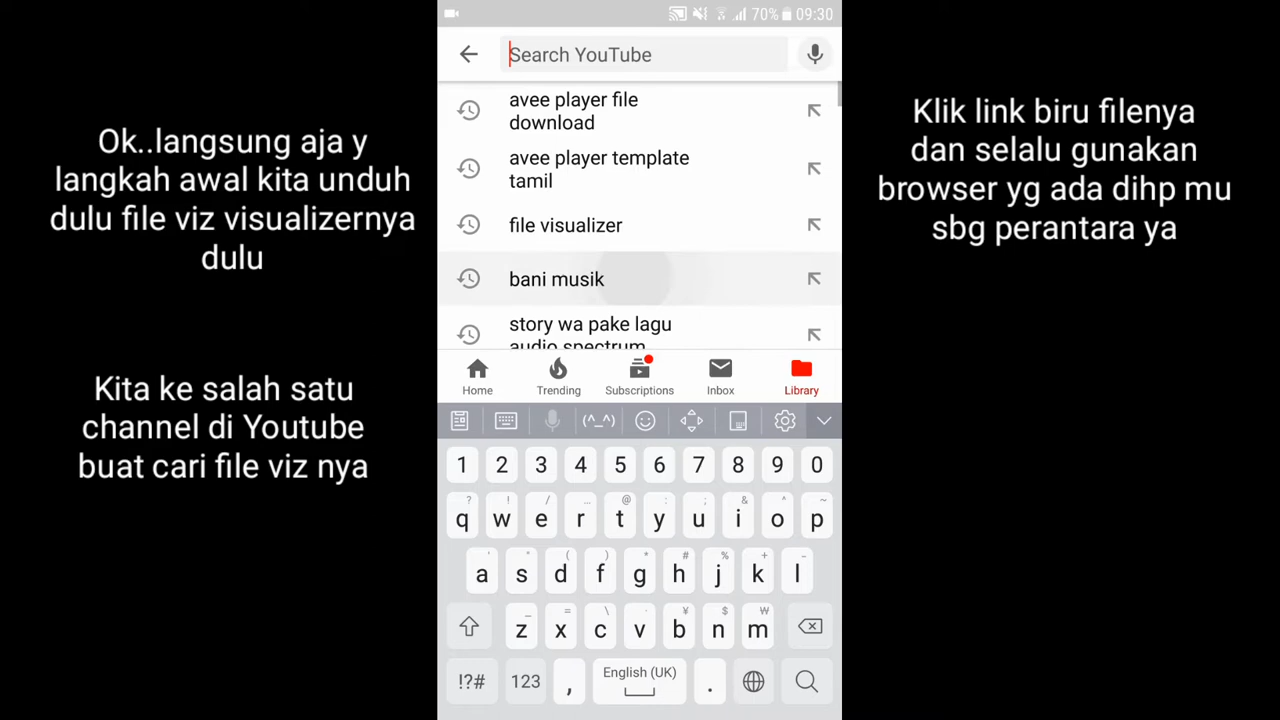 Ok..langsung aja y
langkah awal kita unduh
dulu file viz visualizernya
dulu
Kita ke salah satu
channel di Youtube
buat cari file viz nya
70% 09:30
Search YouTube
avee player file
download
avee player template
tamil
file visualizer
bani musik
story wa pake lagu
audio spectrum
Home Trending Subscriptions Inbox Library
(^_^)
1 2 3 4 5 6 7 8 9 0
? ! / ... @ : ; & ^ ~
q w e r t y u i o p
' " ( ) * # % + -
a s d f g h j k l
_ = \ · ¥ $ ₩
z x c v b n m
!?# 123 , English (UK) .
Klik link biru filenya
dan selalu gunakan
browser yg ada dihp mu
sbg perantara ya